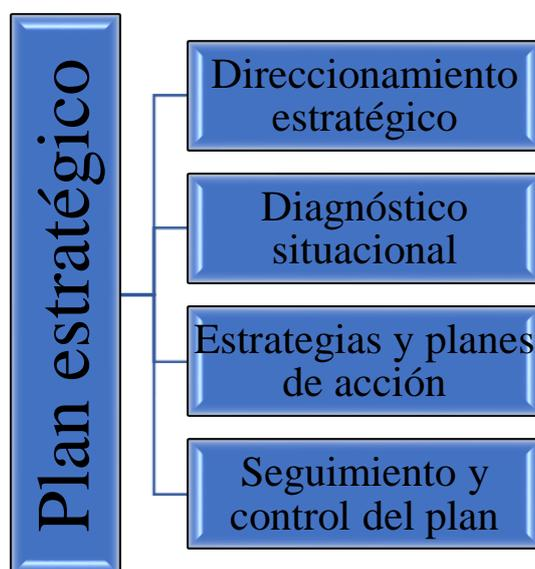 Plan estratégico
Direccionamiento
estratégico
Diagnóstico
situacional
Estrategias y planes
de acción
Seguimiento y
control del plan